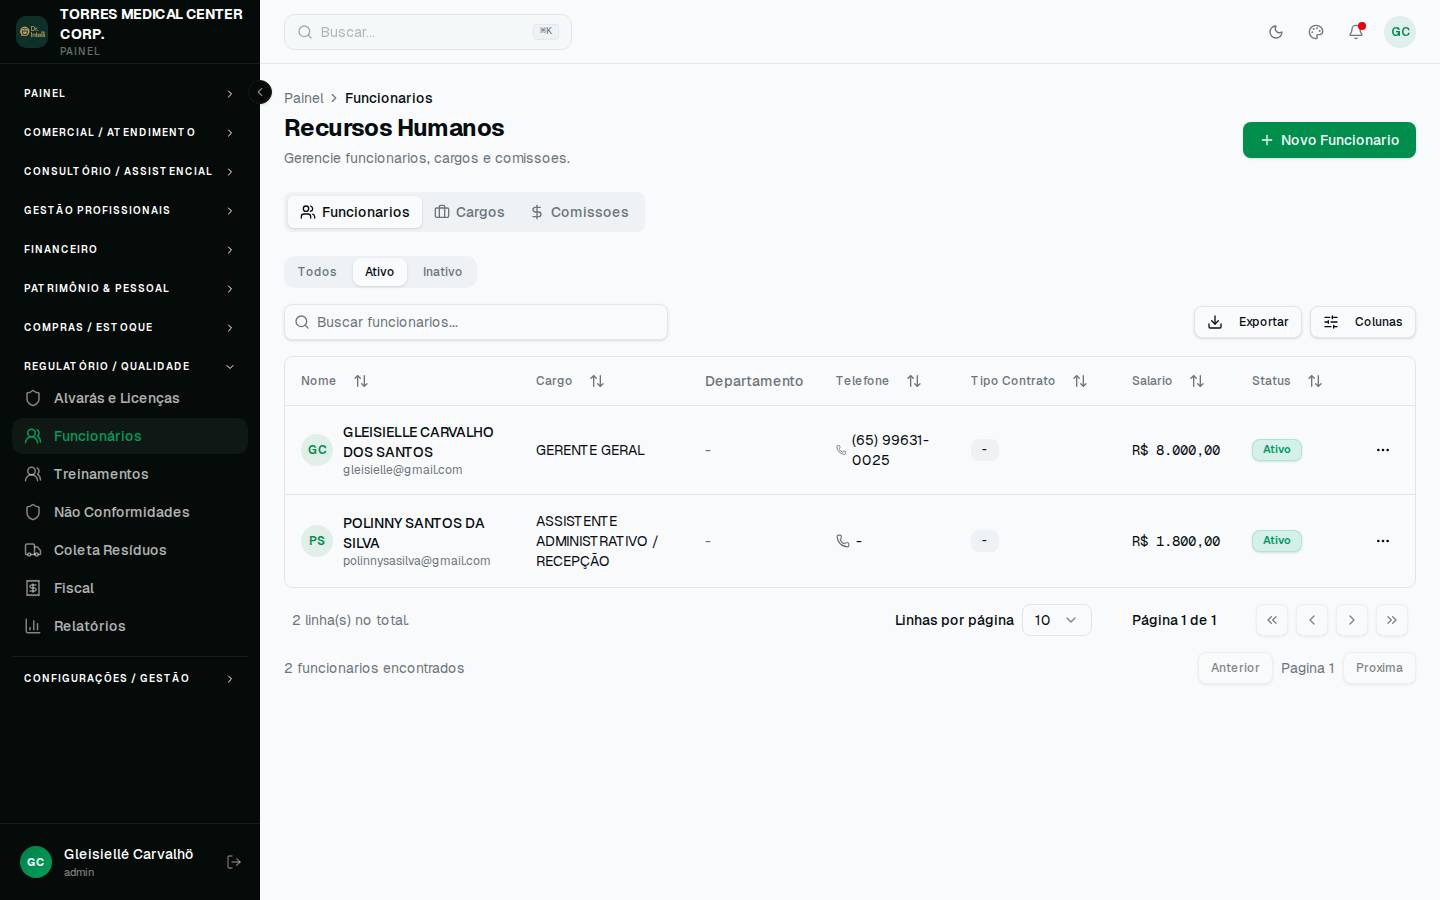 TORRES MEDICAL CENTER
CORP.
PAINEL
PAINEL
COMERCIAL / ATENDIMENTO
CONSULTÓRIO / ASSISTENCIAL
GESTÃO PROFISSIONAIS
FINANCEIRO
PATRIMÔNIO & PESSOAL
COMPRAS / ESTOQUE
REGULATÓRIO / QUALIDADE
Alvarás e Licenças
Funcionários
Treinamentos
Não Conformidades
Coleta Resíduos
Fiscal
Relatórios
CONFIGURAÇÕES / GESTÃO
GC
Gleisiellé Carvalhö
admin
Buscar...
⌘K
GC
Painel > Funcionarios
Recursos Humanos
Gerencie funcionarios, cargos e comissoes.
+ Novo Funcionario
Funcionarios Cargos Comissoes
Todos Ativo Inativo
Buscar funcionarios...
Exportar Colunas
Nome Cargo Departamento Telefone Tipo Contrato Salario Status
GC
GLEISIELLE CARVALHO
DOS SANTOS
gleisielle@gmail.com
GERENTE GERAL
-
(65) 99631-
0025
-
R$ 8.000,00
Ativo
PS
POLINNY SANTOS DA
SILVA
polinnysasilva@gmail.com
ASSISTENTE
ADMINISTRATIVO /
RECEPÇÃO
-
-
-
R$ 1.800,00
Ativo
2 linha(s) no total.
Linhas por página 10
Página 1 de 1
2 funcionarios encontrados
Anterior Pagina 1 Proxima